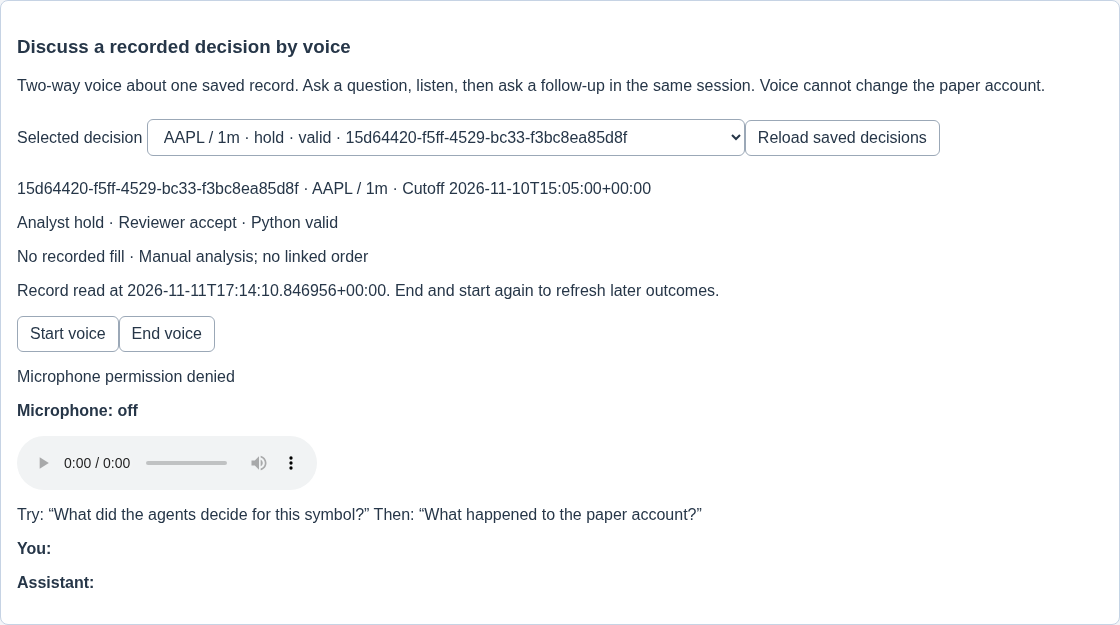 Discuss a recorded decision by voice
Two-way voice about one saved record. Ask a question, listen, then ask a follow-up in the same session. Voice cannot change the paper account.
Selected decision AAPL / 1m · hold · valid · 15d64420-f5ff-4529-bc33-f3bc8ea85d8f Reload saved decisions
15d64420-f5ff-4529-bc33-f3bc8ea85d8f · AAPL / 1m · Cutoff 2026-11-10T15:05:00+00:00
Analyst hold · Reviewer accept · Python valid
No recorded fill · Manual analysis; no linked order
Record read at 2026-11-11T17:14:10.846956+00:00. End and start again to refresh later outcomes.
Start voice End voice
Microphone permission denied
Microphone: off
0:00 / 0:00
Try: “What did the agents decide for this symbol?” Then: “What happened to the paper account?”
You:
Assistant: